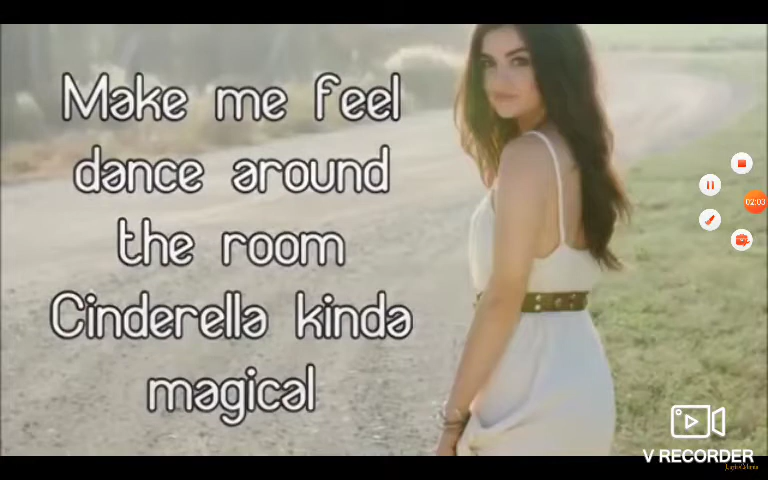 Make me feel
dance around
the room
Cinderella kinda
magical
02:03
V RECORDER